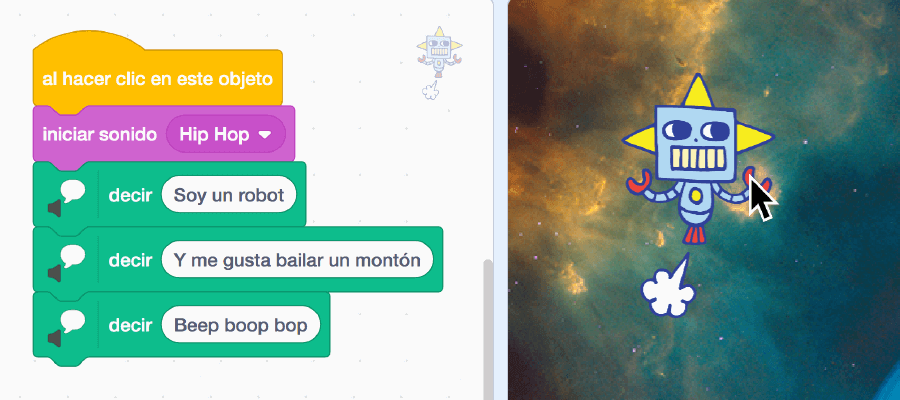 al hacer clic en este objeto
iniciar sonido Hip Hop
decir Soy un robot
decir Y me gusta bailar un montón
decir Beep boop bop